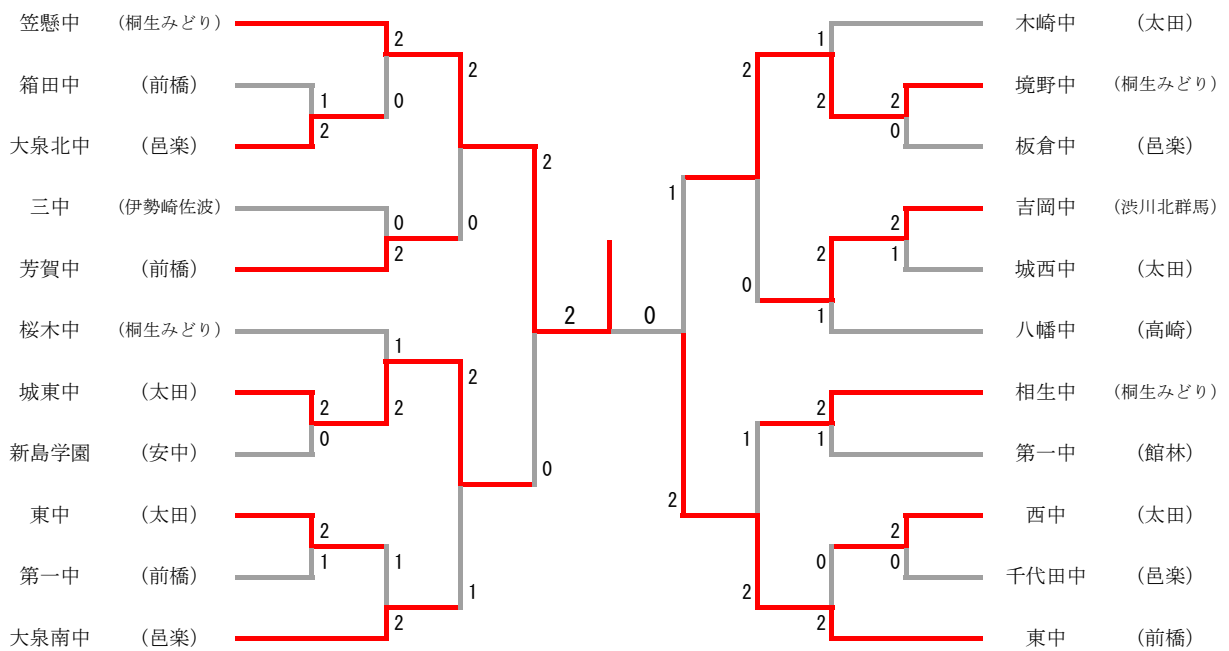 笠懸中 (桐生みどり)
箱田中 (前橋)
大泉北中 (邑楽)
三中 (伊勢崎佐波)
芳賀中 (前橋)
桜木中 (桐生みどり)
城東中 (太田)
新島学園 (安中)
東中 (太田)
第一中 (前橋)
大泉南中 (邑楽)
2
0
1
2
0
2
1
2
2
0
2
1
1
2
2
0
2
1
2
0
2 0
1
2
2
0
1
2
1
2
2
0
2
1
2
1
2
1
2
0
0
2
木崎中 (太田)
境野中 (桐生みどり)
板倉中 (邑楽)
吉岡中 (渋川北群馬)
城西中 (太田)
八幡中 (高崎)
相生中 (桐生みどり)
第一中 (館林)
西中 (太田)
千代田中 (邑楽)
東中 (前橋)